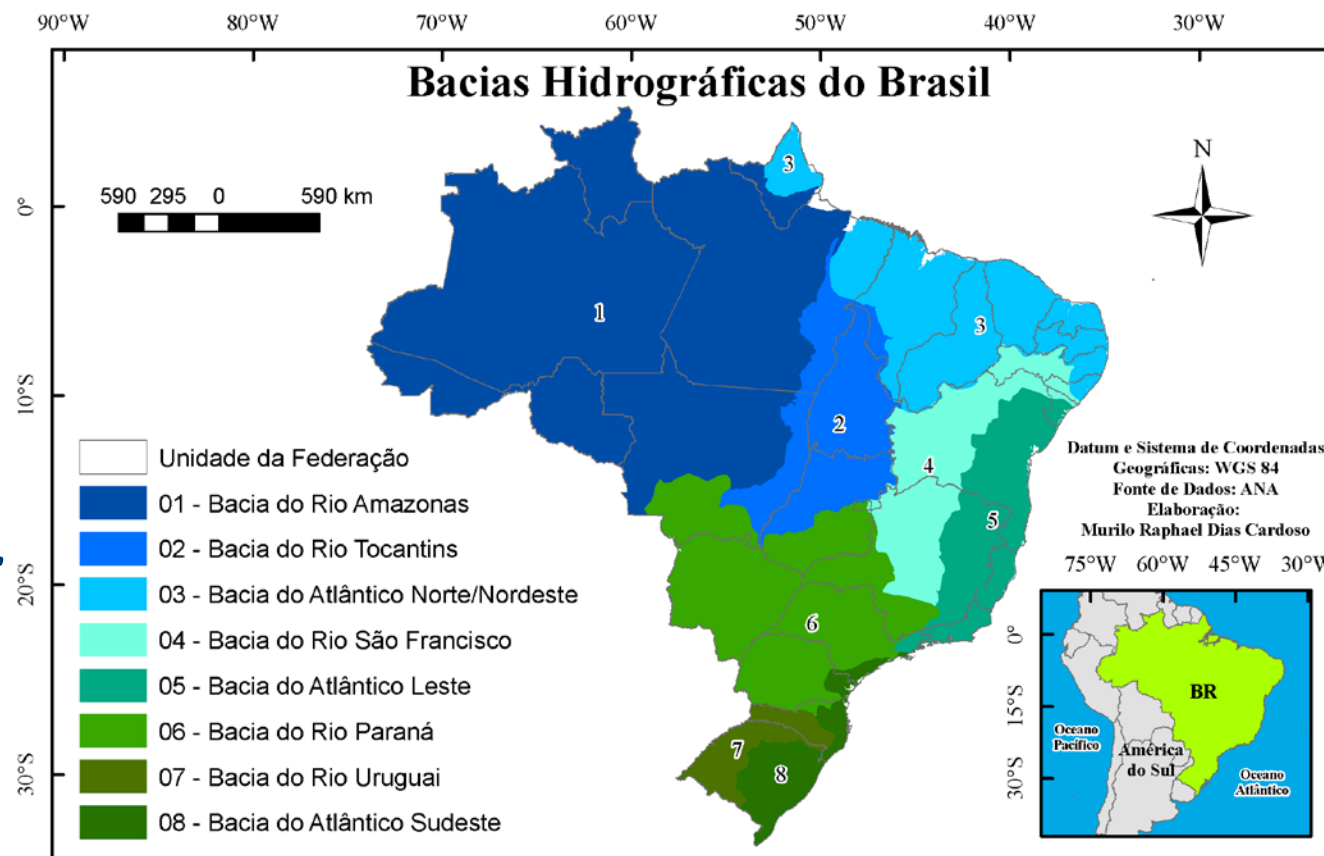 90°W 80°W 70°W 60°W 50°W 40°W 30°W
Bacias Hidrográficas do Brasil
N
590 295 0 590 km
0°
10°S
20°S
30°S
3
1
3
2
4
5
6
7
8
Unidade da Federação
01 - Bacia do Rio Amazonas
02 - Bacia do Rio Tocantins
03 - Bacia do Atlântico Norte/Nordeste
04 - Bacia do Rio São Francisco
05 - Bacia do Atlântico Leste
06 - Bacia do Rio Paraná
07 - Bacia do Rio Uruguai
08 - Bacia do Atlântico Sudeste
Datum e Sistema de Coordenadas
Geográficas: WGS 84
Fonte de Dados: ANA
Elaboração:
Murilo Raphael Dias Cardoso
75°W 60°W 45°W 30°W
0°
15°S
30°S
BR
Oceano
Pacífico
América
do Sul
Oceano
Atlântico